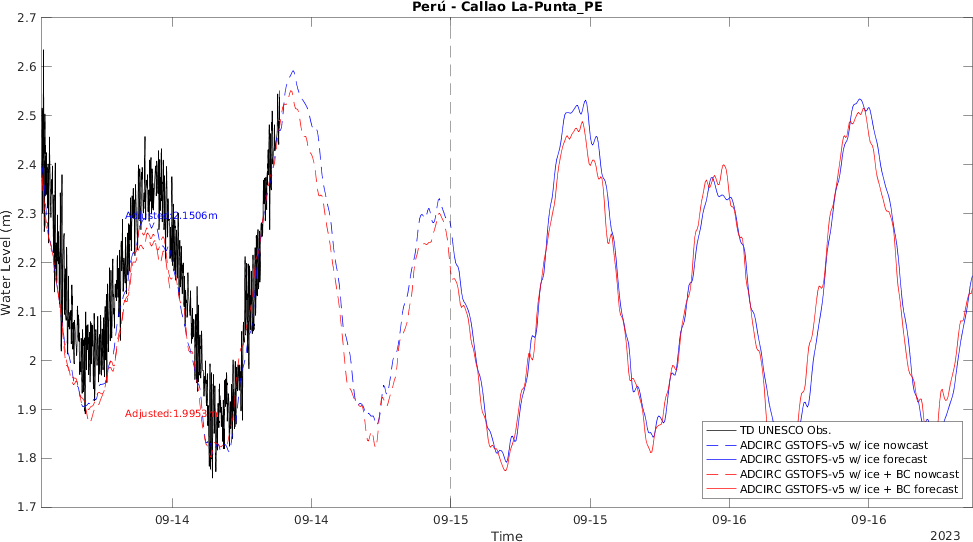 Perú - Callao La-Punta_PE
2.7
2.6
2.5
2.4
2.3
2.2
2.1
2
1.9
1.8
1.7
Water Level (m)
Adjusted:2.1506m
Adjusted:1.9953m
TD UNESCO Obs.
ADCIRC GSTOFS-v5 w/ ice nowcast
ADCIRC GSTOFS-v5 w/ ice forecast
ADCIRC GSTOFS-v5 w/ ice + BC nowcast
ADCIRC GSTOFS-v5 w/ ice + BC forecast
09-14 09-14 09-15 09-15 09-16 09-16
Time
2023